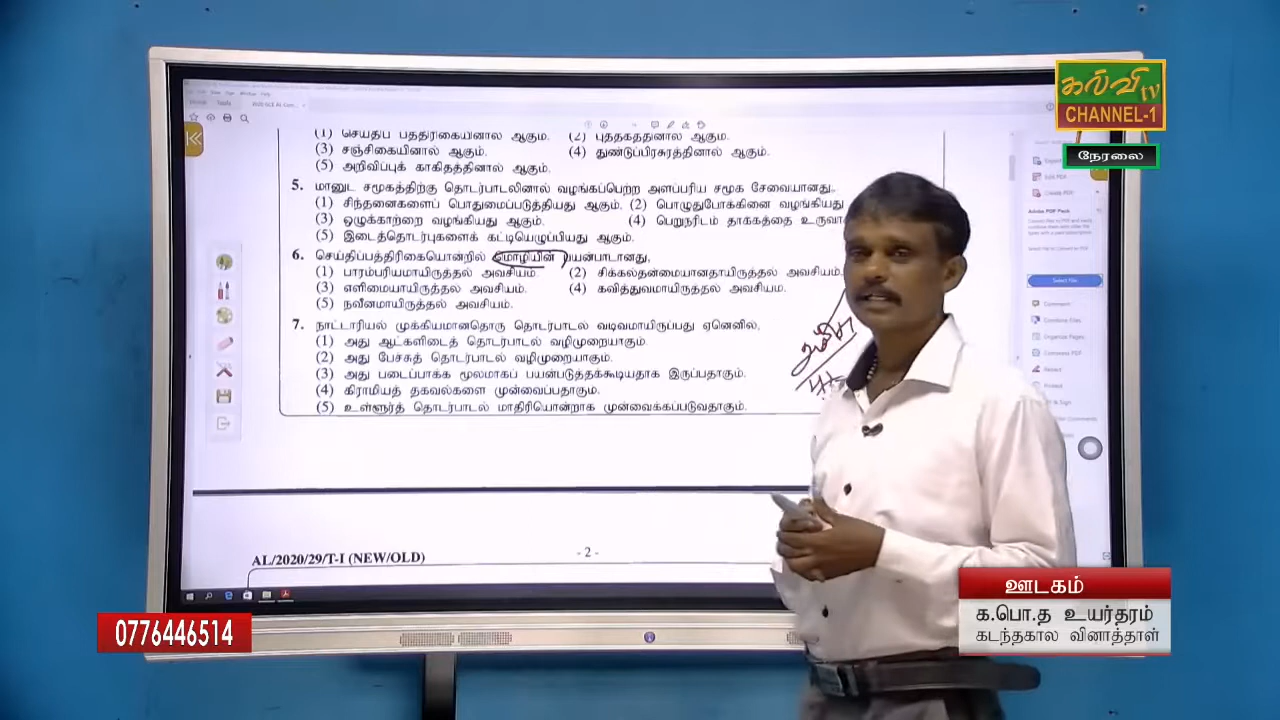 கல்வி tv
CHANNEL-1
நேரலை
(1) செய்திப் பத்திரிகையினால் ஆகும். (2) புத்தகத்தினால் ஆகும்.
(3) சஞ்சிகையினால் ஆகும். (4) துண்டுப்பிரசுரத்தினால் ஆகும்.
(5) அறிவிப்புக் காகிதத்தினால் ஆகும்.
5. மானுட சமூகத்திற்கு தொடர்பாடலினால் வழங்கப்பெற்ற அளப்பரிய சமூக சேவையானது,
(1) சிந்தனைகளைப் பொதுமைப்படுத்தியது ஆகும். (2) பொழுதுபோக்கினை வழங்கியது
(3) வழக்காற்றை வழங்கியது ஆகும். (4) பெறுநரிடம் தாக்கத்தை உருவா
(5) இடைத்தொடர்புகளைக் கட்டியெழுப்பியது ஆகும்.
6. செய்திப்பத்திரிகையொன்றில் மொழியின் பயன்பாடானது,
(1) பாரம்பரியமாயிருத்தல் அவசியம். (2) சிக்கல்தன்மையானதாயிருத்தல் அவசியம்.
(3) எளிமையாயிருத்தல் அவசியம். (4) கவித்துவமாயிருத்தல் அவசியம்.
(5) நவீனமாயிருத்தல் அவசியம்.
7. நாட்டாரியல் முக்கியமானதொரு தொடர்பாடல் வடிவமாயிருப்பது ஏனெனில்,
(1) அது ஆட்களிடைத் தொடர்பாடல் வழிமுறையாகும்.
(2) அது பேச்சுத் தொடர்பாடல் வழிமுறையாகும்.
(3) அது படைப்பாக்க மூலமாகப் பயன்படுத்தக்கூடியதாக இருப்பதாகும்.
(4) கிராமியத் தகவல்களை முன்வைப்பதாகும்.
(5) உள்ளூர்த் தொடர்பாடல் மாதிரியொன்றாக முன்வைக்கப்படுவதாகும்.
AL/2020/29/T-I (NEW/OLD)
- 2 -
0776446514
ஊடகம்
க.பொ.த உயர்தரம்
கடந்தகால வினாத்தாள்